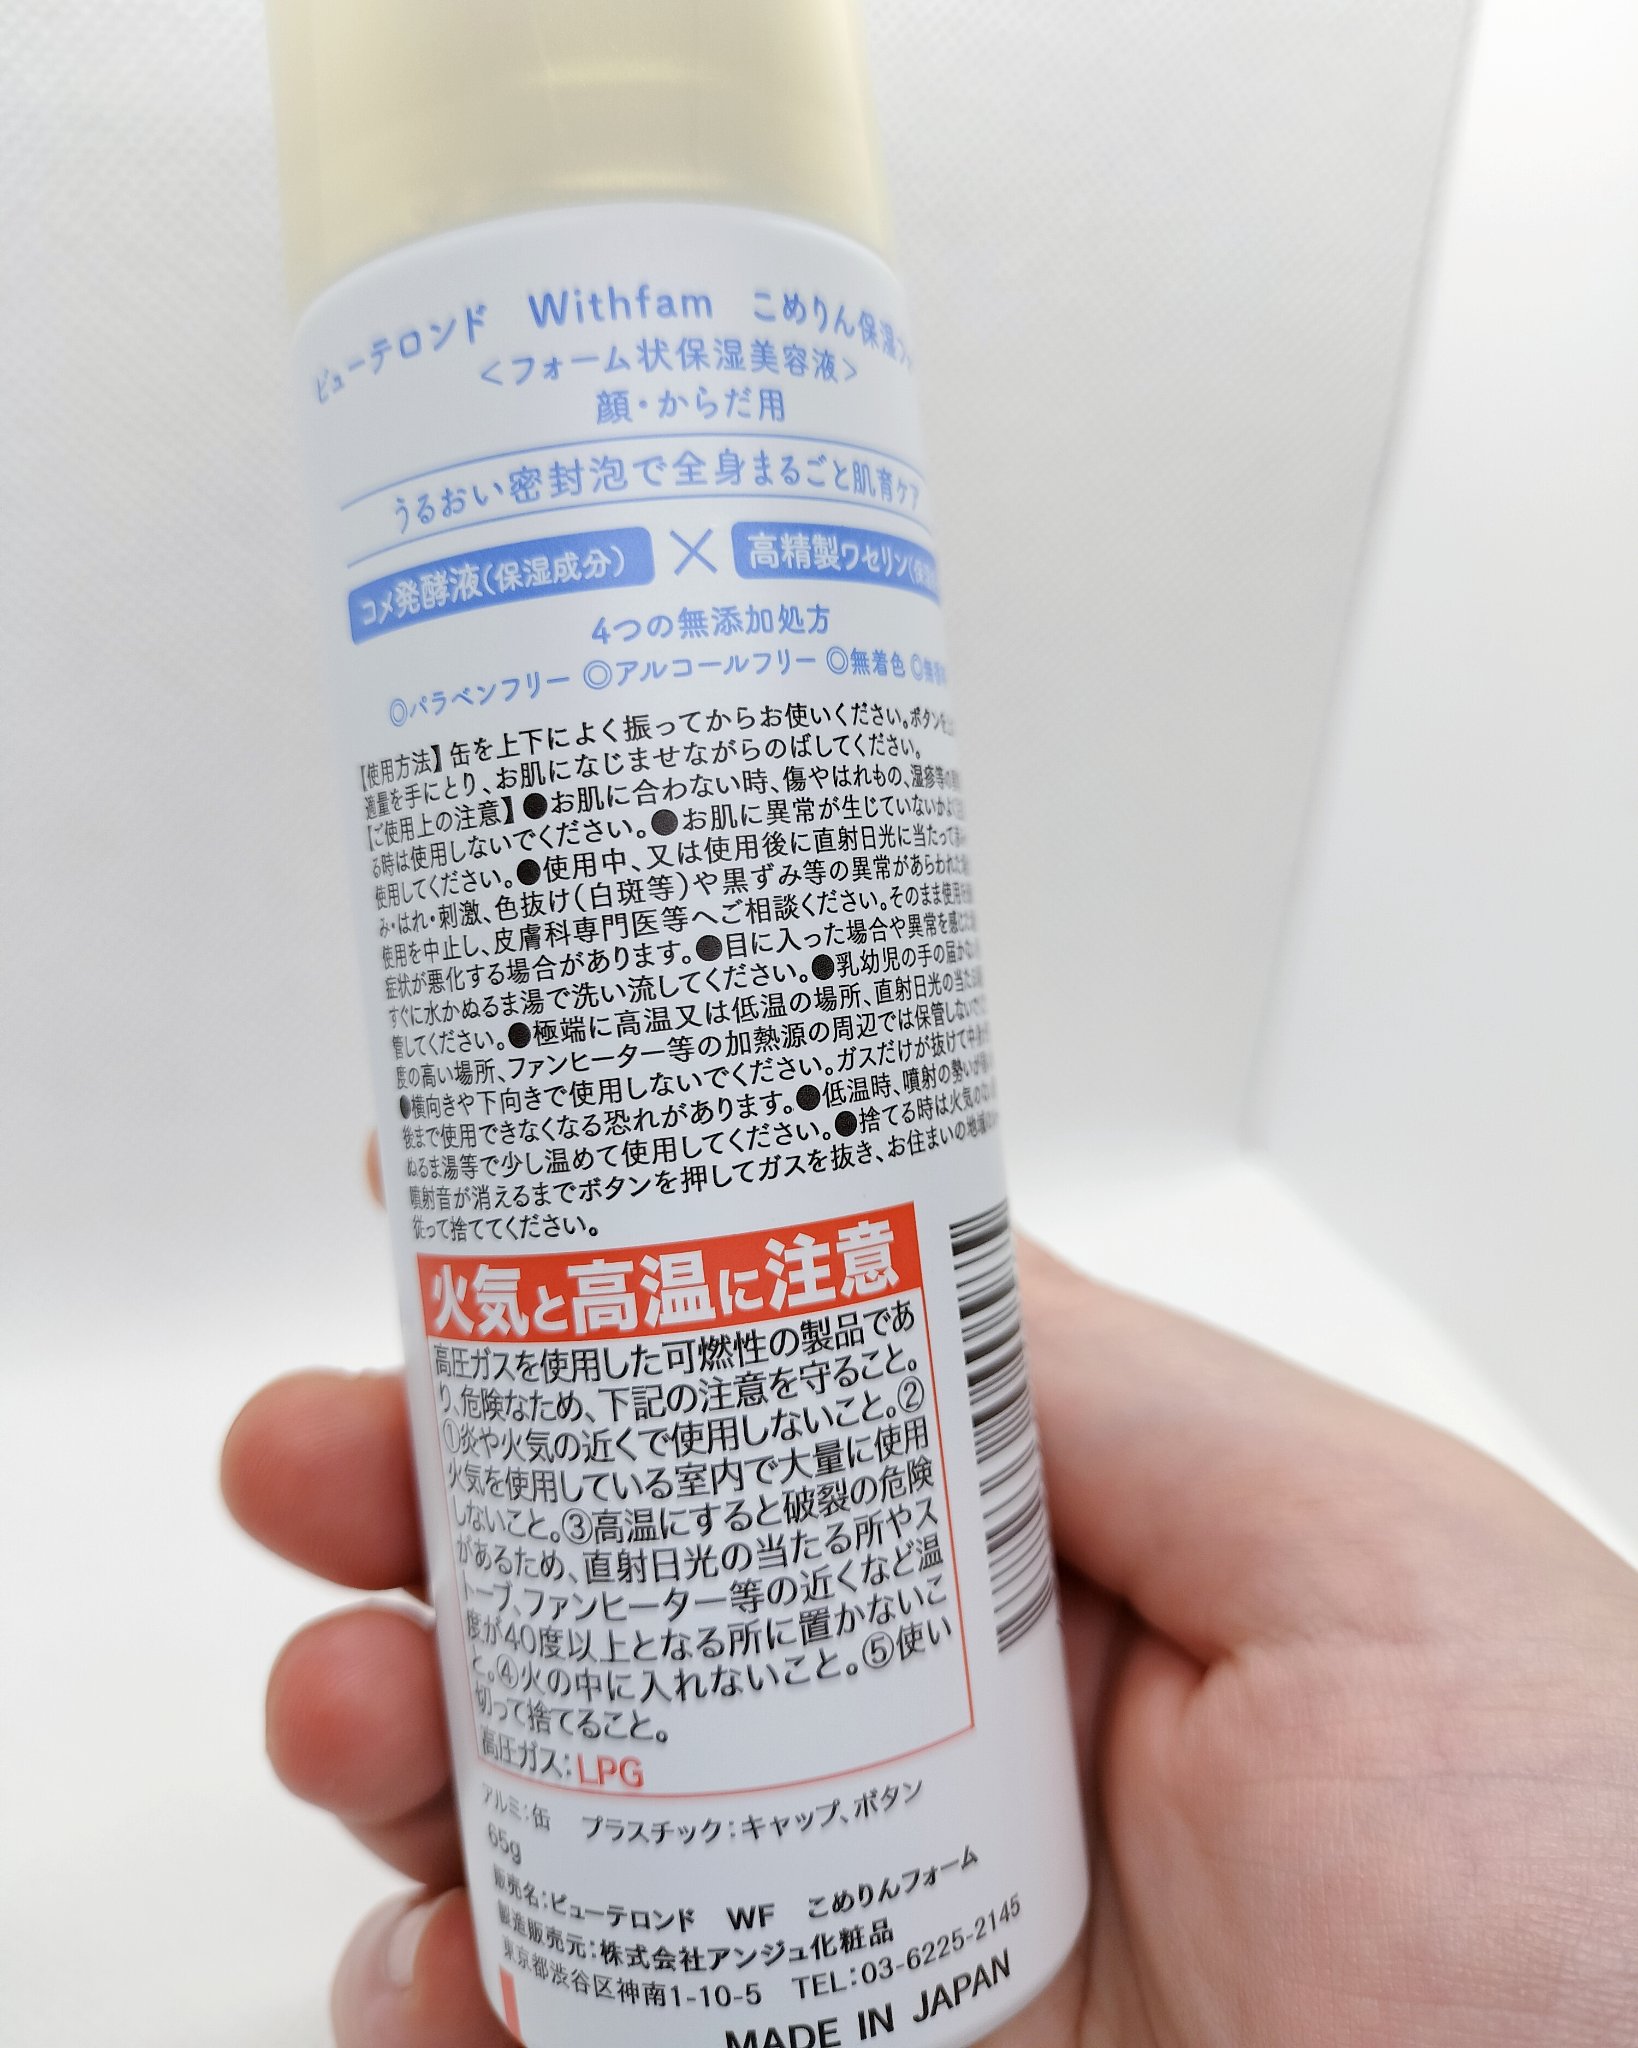 ビューテロンド Withfam こめりん保湿フォ
＜フォーム状保湿美容液＞
顔・からだ用
うるおい密封泡で全身まるごと肌育ケア
コメ発酵液(保湿成分) × 高精製ワセリン(保湿
4つの無添加処方
◎パラベンフリー ◎アルコールフリー ◎無着色 ◎無香料
【使用方法】缶を上下によく振ってからお使いください。ボタンを
適量を手にとり、お肌になじませながらのばしてください。
【ご使用上の注意】●お肌に合わない時、傷やはれもの、湿疹等の
る時は使用しないでください。●お肌に異常が生じていないかよく
使用してください。●使用中、又は使用後に直射日光に当たって
み・はれ・刺激、色抜け(白斑等)や黒ずみ等の異常があらわれた
使用を中止し、皮膚科専門医等へご相談ください。そのまま使用を
症状が悪化する場合があります。●目に入った場合や異常を感じた
すぐに水かぬるま湯で洗い流してください。●乳幼児の手の届かない
管してください。●極端に高温又は低温の場所、直射日光の当たる
度の高い場所、ファンヒーター等の加熱源の周辺では保管しないで
●横向きや下向きで使用しないでください。ガスだけが抜けて中身が
後まで使用できなくなる恐れがあります。●低温時、噴射の勢いが
ぬるま湯等で少し温めて使用してください。●捨てる時は火気のない
噴射音が消えるまでボタンを押してガスを抜き、お住まいの地域
従って捨ててください。
火気と高温に注意
高圧ガスを使用した可燃性の製品であ
り、危険なため、下記の注意を守ること。
①炎や火気の近くで使用しないこと。②
火気を使用している室内で大量に使用
しないこと。③高温にすると破裂の危険
があるため、直射日光の当たる所やス
トーブ、ファンヒーター等の近くなど温
度が40度以上となる所に置かないこ
と。④火の中に入れないこと。⑤使い
切って捨てること。
高圧ガス：LPG
アルミ：缶 プラスチック：キャップ、ボタン
65g
販売名：ビューテロンド WF こめりんフォーム
製造販売元：株式会社アンジュ化粧品
東京都渋谷区神南1-10-5 TEL：03-6225-2145
MADE IN JAPAN